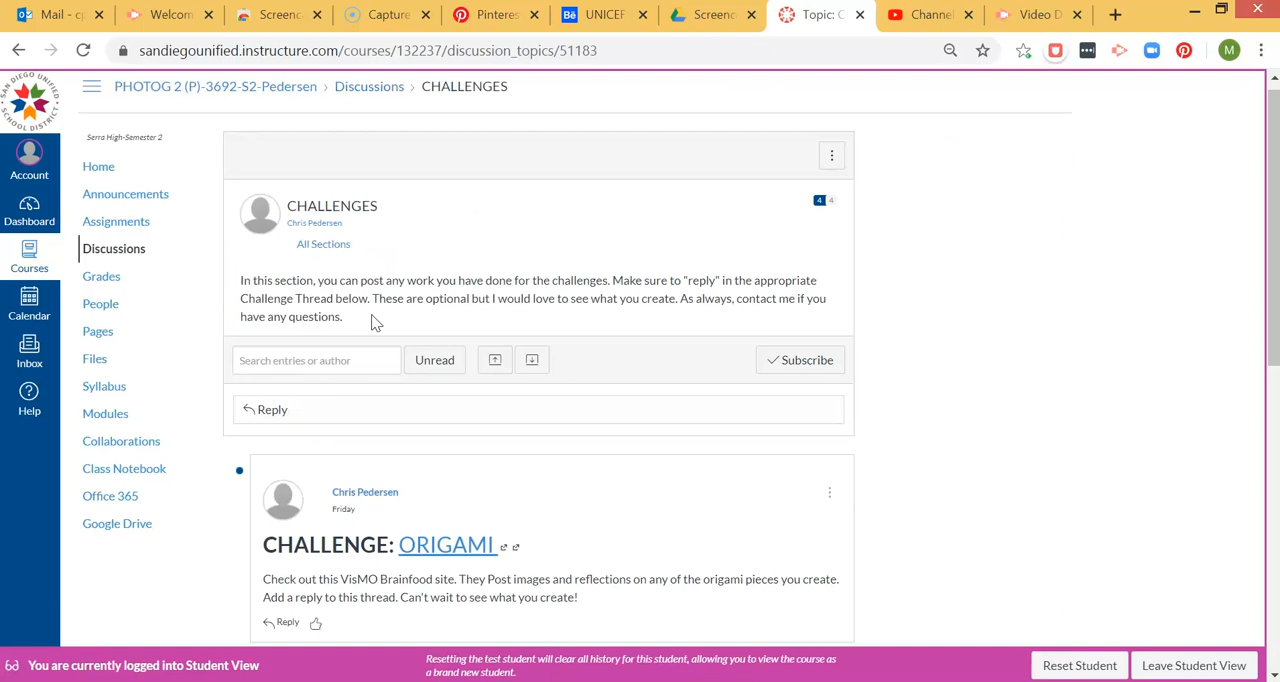 Mail - cp
Welcom
Screenc
Capture
Pinteres
UNICEF
Screenc
Topic: C
Channel
Video D
sandiegounified.instructure.com/courses/132237/discussion_topics/51183
M
PHOTOG 2 (P)-3692-S2-Pedersen › Discussions › CHALLENGES
Serra High-Semester 2
Account
Dashboard
Courses
Calendar
Inbox
Help
Home
Announcements
Assignments
Discussions
Grades
People
Pages
Files
Syllabus
Modules
Collaborations
Class Notebook
Office 365
Google Drive
CHALLENGES
4 4
Chris Pedersen
All Sections
In this section, you can post any work you have done for the challenges. Make sure to "reply" in the appropriate
Challenge Thread below. These are optional but I would love to see what you create. As always, contact me if you
have any questions.
Search entries or author
Unread
Subscribe
Reply
Chris Pedersen
Friday
CHALLENGE: ORIGAMI
Check out this VisMO Brainfood site. They Post images and reflections on any of the origami pieces you create.
Add a reply to this thread. Can't wait to see what you create!
Reply
You are currently logged into Student View
Resetting the test student will clear all history for this student, allowing you to view the course as
a brand new student.
Reset Student
Leave Student View